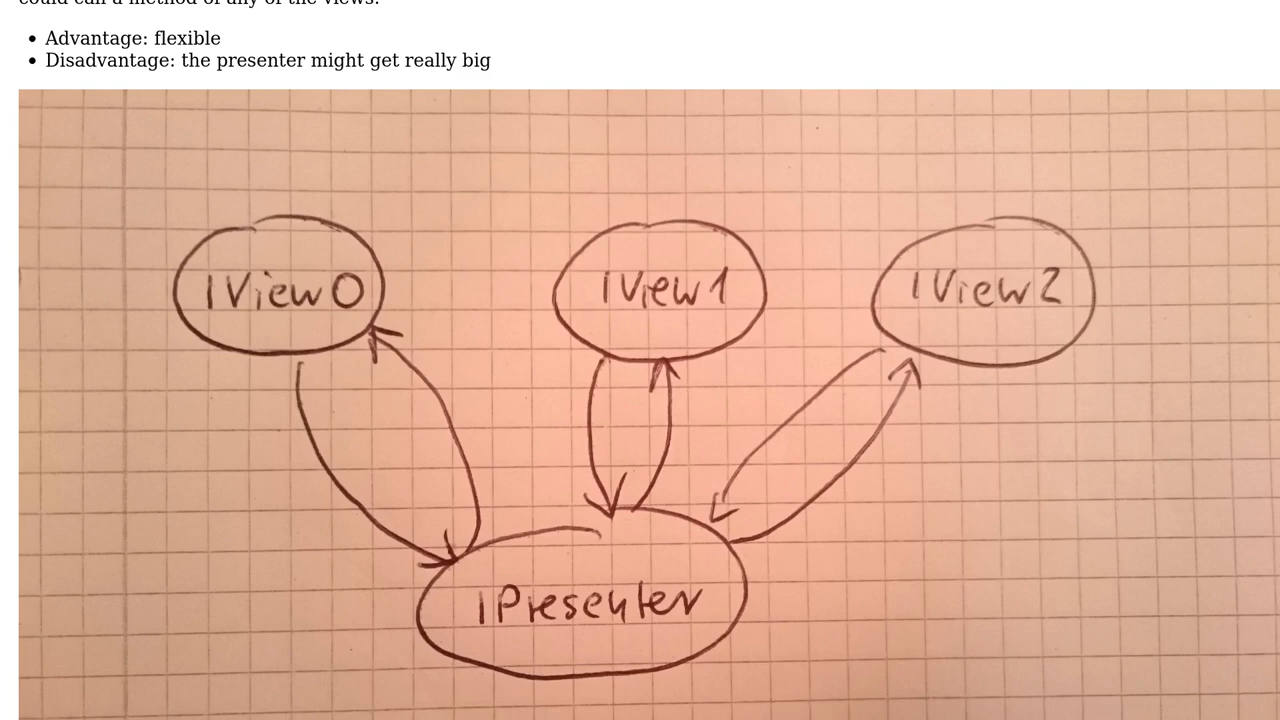 Advantage: flexible
Disadvantage: the presenter might get really big
IView0
IView1
IView2
IPresenter